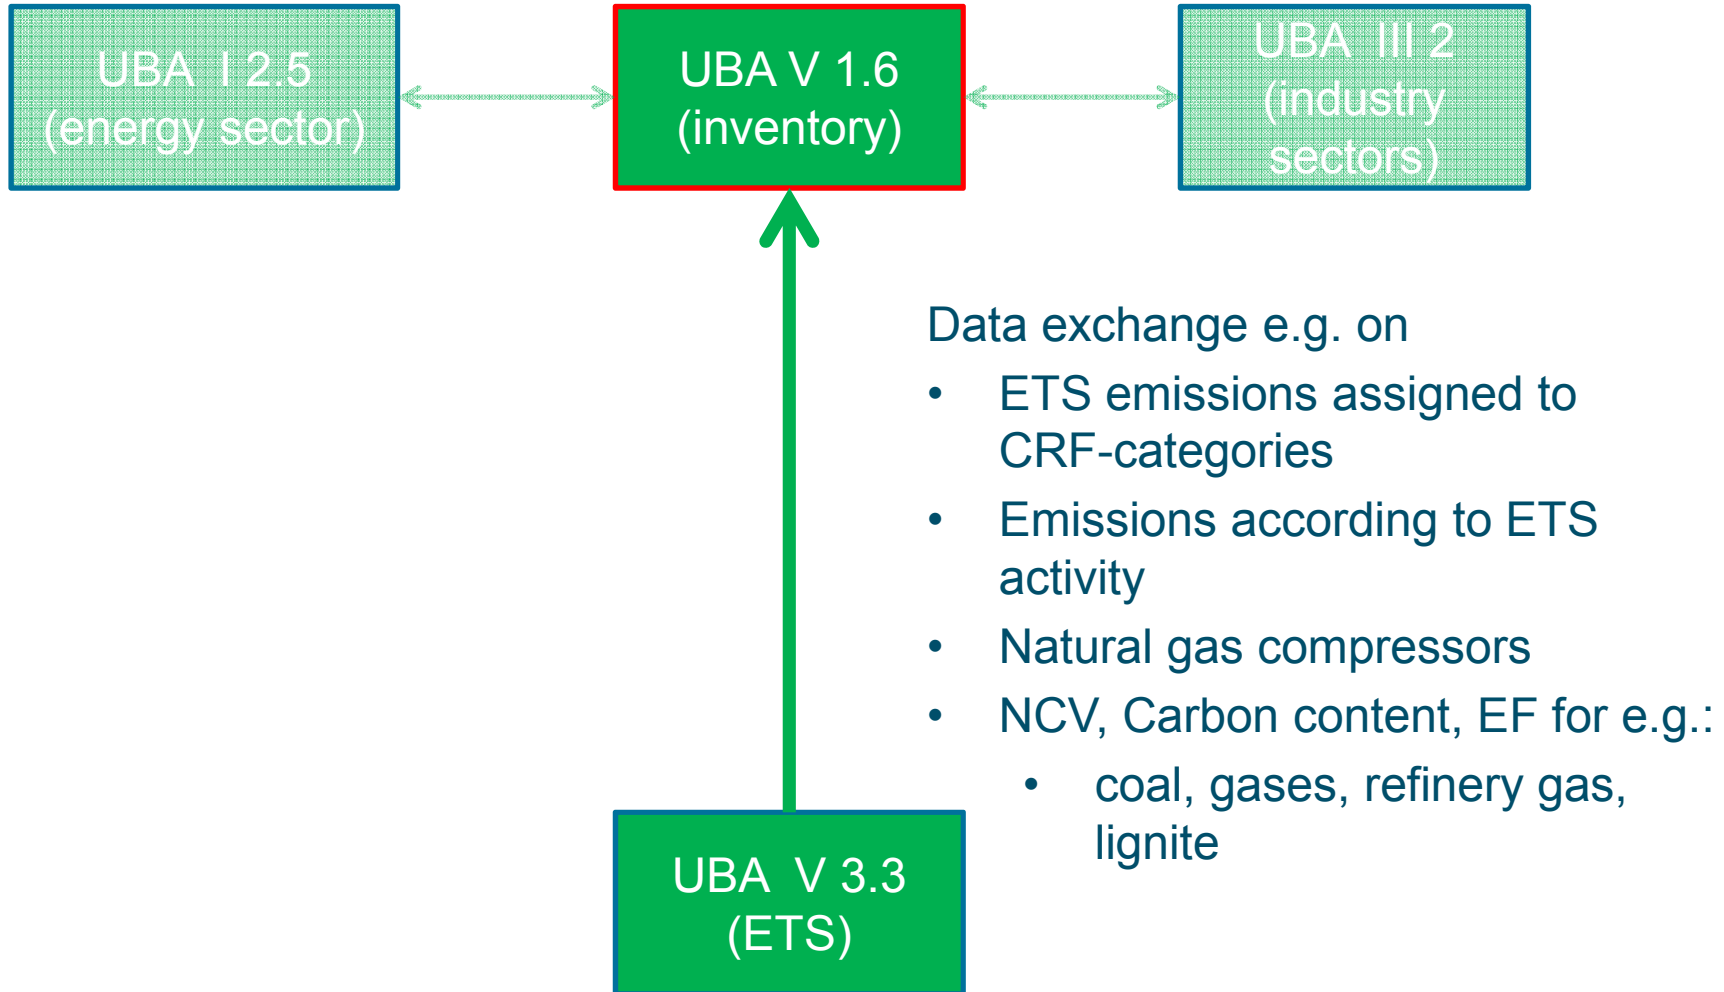 UBA I 2.5
(energy sector)
UBA V 1.6
(inventory)
UBA III 2
(industry
sectors)
Data exchange e.g. on
• ETS emissions assigned to
CRF-categories
• Emissions according to ETS
activity
• Natural gas compressors
• NCV, Carbon content, EF for e.g.:
• coal, gases, refinery gas,
lignite
UBA V 3.3
(ETS)